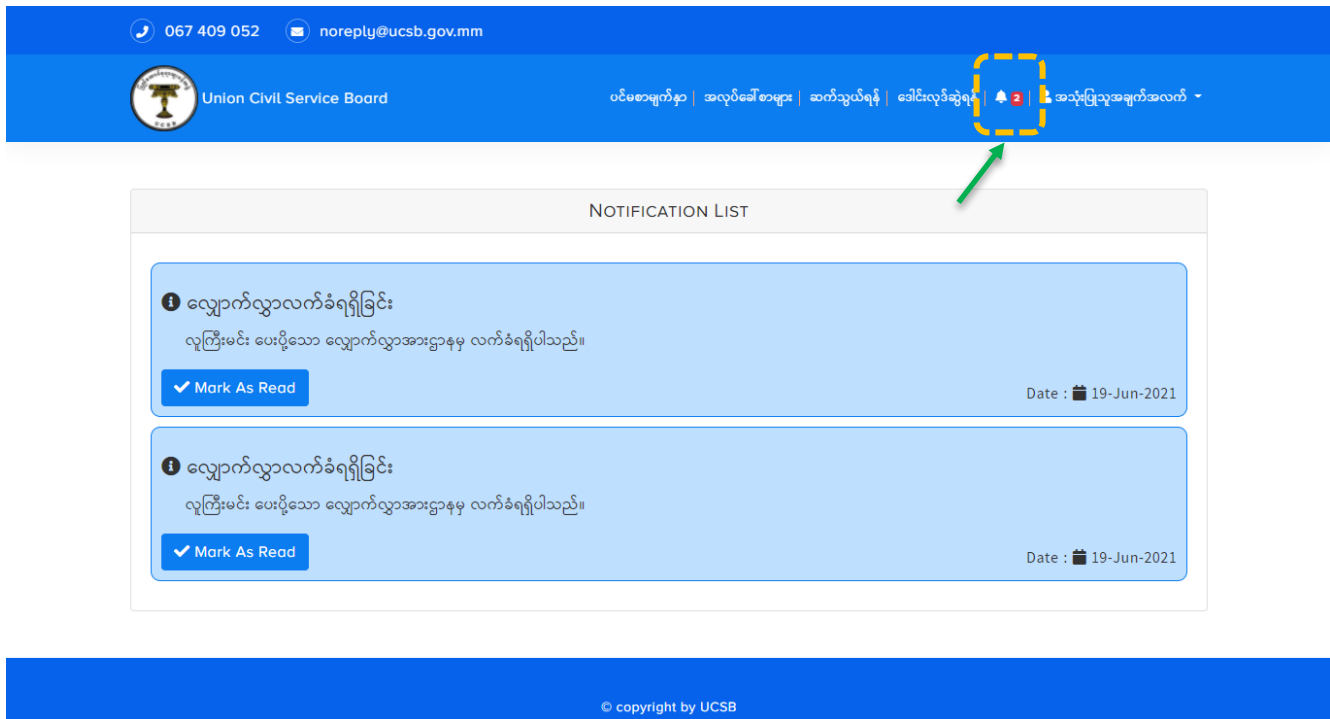 067 409 052 noreply@ucsb.gov.mm
Union Civil Service Board
ပင်မစာမျက်နှာ | အလုပ်ခေါ်စာများ | ဆက်သွယ်ရန် | ဒေါင်းလုဒ်ဆွဲရန် | 2 | အသုံးပြုသူအချက်အလက်
NOTIFICATION LIST
လျှောက်လွှာလက်ခံရရှိခြင်း
လူကြီးမင်း ပေးပို့သော လျှောက်လွှာအားဌာနမှ လက်ခံရရှိပါသည်။
Mark As Read
Date : 19-Jun-2021
လျှောက်လွှာလက်ခံရရှိခြင်း
လူကြီးမင်း ပေးပို့သော လျှောက်လွှာအားဌာနမှ လက်ခံရရှိပါသည်။
Mark As Read
Date : 19-Jun-2021
© copyright by UCSB